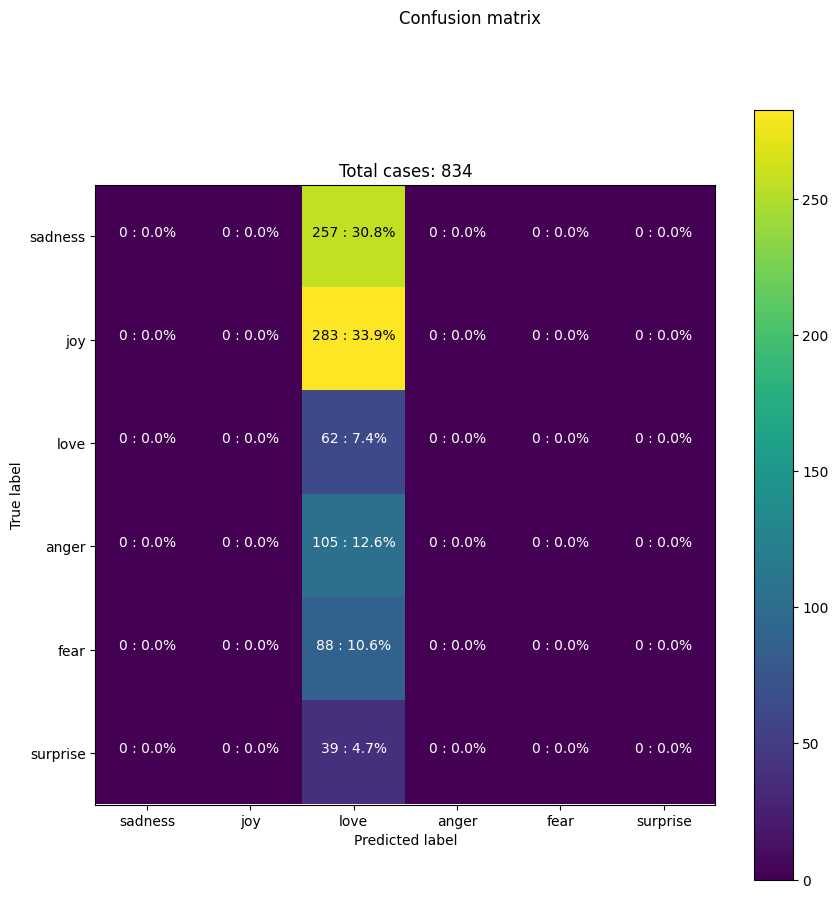 Confusion matrix
Total cases: 834
True label
sadness 0 : 0.0% 0 : 0.0% 257 : 30.8% 0 : 0.0% 0 : 0.0% 0 : 0.0%
joy 0 : 0.0% 0 : 0.0% 283 : 33.9% 0 : 0.0% 0 : 0.0% 0 : 0.0%
love 0 : 0.0% 0 : 0.0% 62 : 7.4% 0 : 0.0% 0 : 0.0% 0 : 0.0%
anger 0 : 0.0% 0 : 0.0% 105 : 12.6% 0 : 0.0% 0 : 0.0% 0 : 0.0%
fear 0 : 0.0% 0 : 0.0% 88 : 10.6% 0 : 0.0% 0 : 0.0% 0 : 0.0%
surprise 0 : 0.0% 0 : 0.0% 39 : 4.7% 0 : 0.0% 0 : 0.0% 0 : 0.0%
sadness joy love anger fear surprise
Predicted label
250
200
150
100
50
0